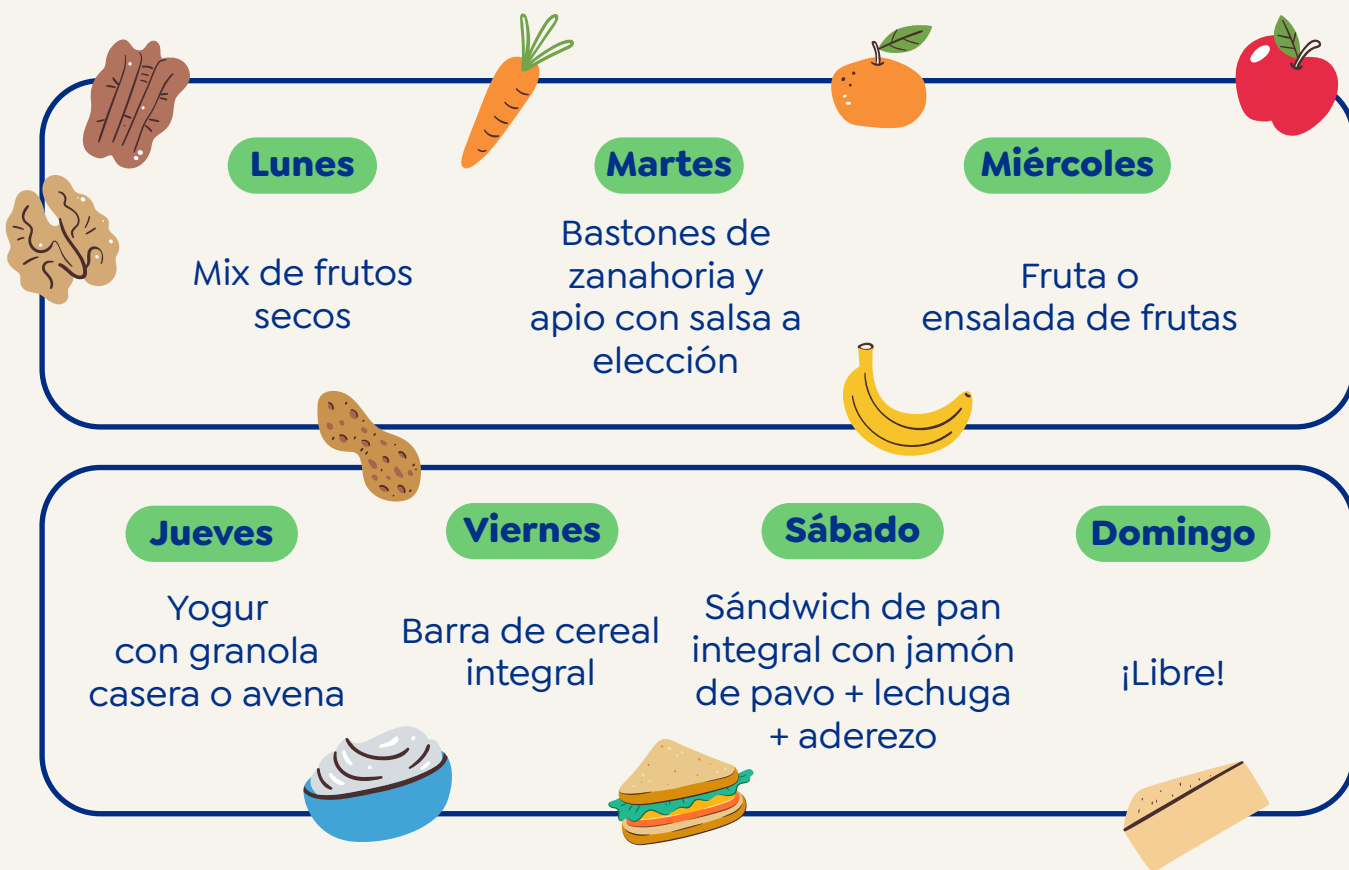 Lunes
Mix de frutos
secos
Martes
Bastones de
zanahoria y
apio con salsa a
elección
Miércoles
Fruta o
ensalada de frutas
Jueves
Yogur
con granola
casera o avena
Viernes
Barra de cereal
integral
Sábado
Sándwich de pan
integral con jamón
de pavo + lechuga
+ aderezo
Domingo
¡Libre!